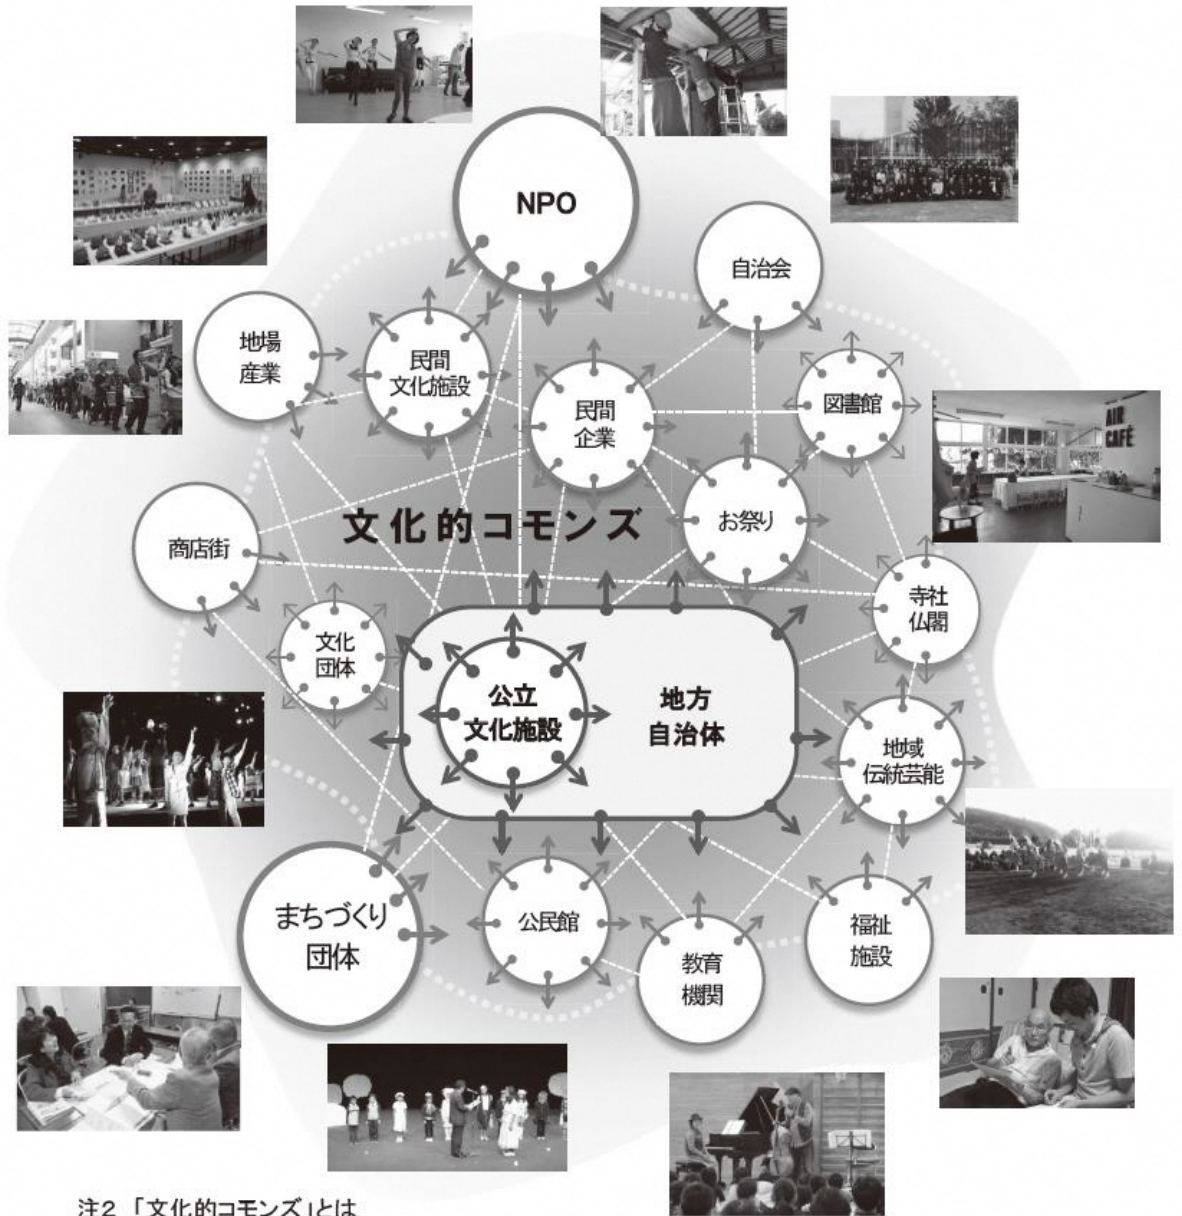 NPO
自治会
地場
産業
民間
文化施設
民間
企業
図書館
AIR
CAFÉ
文化的コモンズ
お祭り
商店街
寺社
仏閣
文化
団体
公立
文化施設
地方
自治体
地域
伝統芸能
まちづくり
団体
公民館
教育
機関
福祉
施設
注2 「文化的コモンズ」とは